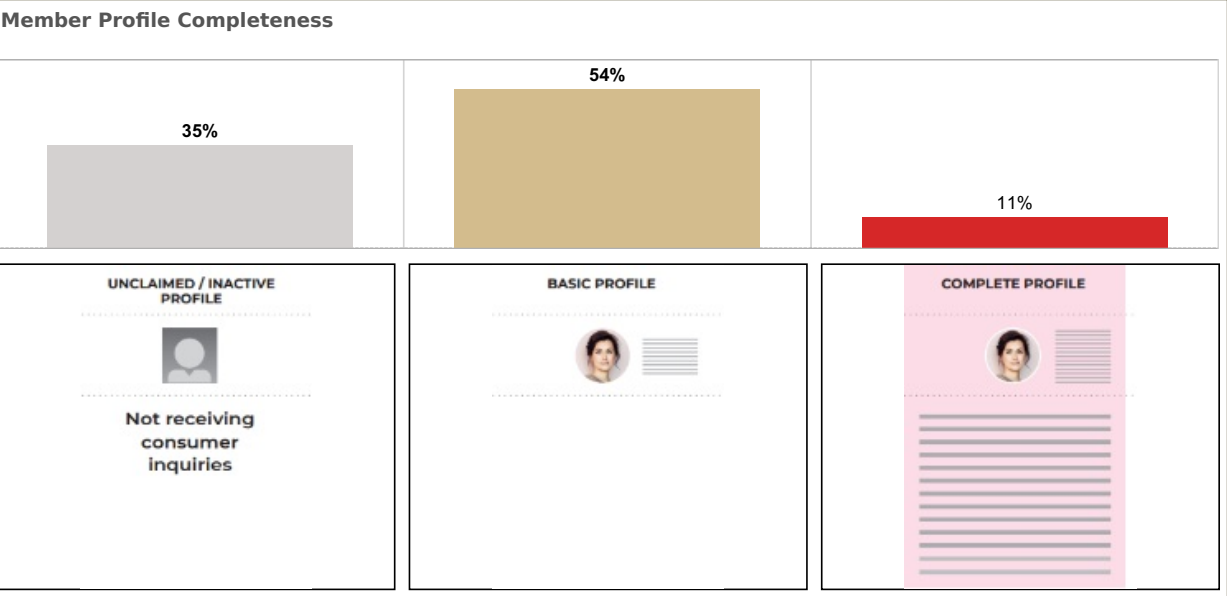 Member Profile Completeness
35%
54%
11%
UNCLAIMED / INACTIVE
PROFILE
Not receiving
consumer
inquiries
BASIC PROFILE
COMPLETE PROFILE